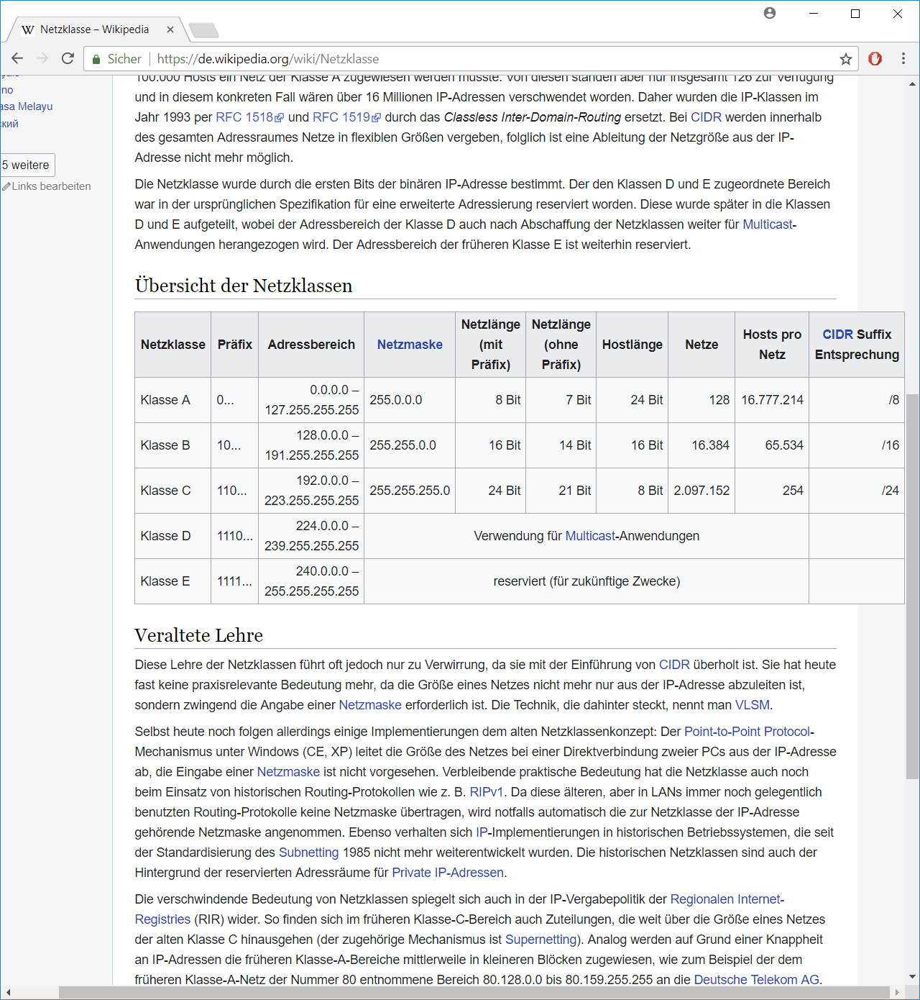 Netzklasse – Wikipedia
Sicher
https://de.wikipedia.org/wiki/Netzklasse
no
asa Melayu
ский
5 weitere
Links bearbeiten
100.000 Hosts ein Netz der Klasse A zugewiesen werden müsste. Von diesen standen aber nur insgesamt 126 zur Verfügung
und in diesem konkreten Fall wären über 16 Millionen IP-Adressen verschwendet worden. Daher wurden die IP-Klassen im
Jahr 1993 per RFC 1518 und RFC 1519 durch das Classless Inter-Domain-Routing ersetzt. Bei CIDR werden innerhalb
des gesamten Adressraumes Netze in flexiblen Größen vergeben, folglich ist eine Ableitung der Netzgröße aus der IP-
Adresse nicht mehr möglich.
Die Netzklasse wurde durch die ersten Bits der binären IP-Adresse bestimmt. Der den Klassen D und E zugeordnete Bereich
war in der ursprünglichen Spezifikation für eine erweiterte Adressierung reserviert worden. Diese wurde später in die Klassen
D und E aufgeteilt, wobei der Adressbereich der Klasse D auch nach Abschaffung der Netzklassen weiter für Multicast-
Anwendungen herangezogen wird. Der Adressbereich der früheren Klasse E ist weiterhin reserviert.
Übersicht der Netzklassen
Netzklasse Präfix Adressbereich Netzmaske Netzlänge (mit Präfix) Netzlänge (ohne Präfix) Hostlänge Netze Hosts pro Netz CIDR Suffix Entsprechung
Klasse A 0... 0.0.0.0 – 127.255.255.255 255.0.0.0 8 Bit 7 Bit 24 Bit 128 16.777.214 /8
Klasse B 10... 128.0.0.0 – 191.255.255.255 255.255.0.0 16 Bit 14 Bit 16 Bit 16.384 65.534 /16
Klasse C 110... 192.0.0.0 – 223.255.255.255 255.255.255.0 24 Bit 21 Bit 8 Bit 2.097.152 254 /24
Klasse D 1110... 224.0.0.0 – 239.255.255.255 Verwendung für Multicast-Anwendungen
Klasse E 1111... 240.0.0.0 – 255.255.255.255 reserviert (für zukünftige Zwecke)
Veraltete Lehre
Diese Lehre der Netzklassen führt oft jedoch nur zu Verwirrung, da sie mit der Einführung von CIDR überholt ist. Sie hat heute
fast keine praxisrelevante Bedeutung mehr, da die Größe eines Netzes nicht mehr nur aus der IP-Adresse abzuleiten ist,
sondern zwingend die Angabe einer Netzmaske erforderlich ist. Die Technik, die dahinter steckt, nennt man VLSM.
Selbst heute noch folgen allerdings einige Implementierungen dem alten Netzklassenkonzept: Der Point-to-Point Protocol-
Mechanismus unter Windows (CE, XP) leitet die Größe des Netzes bei einer Direktverbindung zweier PCs aus der IP-Adresse
ab, die Eingabe einer Netzmaske ist nicht vorgesehen. Verbleibende praktische Bedeutung hat die Netzklasse auch noch
beim Einsatz von historischen Routing-Protokollen wie z. B. RIPv1. Da diese älteren, aber in LANs immer noch gelegentlich
benutzten Routing-Protokolle keine Netzmaske übertragen, wird notfalls automatisch die zur Netzklasse der IP-Adresse
gehörende Netzmaske angenommen. Ebenso verhalten sich IP-Implementierungen in historischen Betriebssystemen, die seit
der Standardisierung des Subnetting 1985 nicht mehr weiterentwickelt wurden. Die historischen Netzklassen sind auch der
Hintergrund der reservierten Adressräume für Private IP-Adressen.
Die verschwindende Bedeutung von Netzklassen spiegelt sich auch in der IP-Vergabepolitik der Regionalen Internet-
Registries (RIR) wider. So finden sich im früheren Klasse-C-Bereich auch Zuteilungen, die weit über die Größe eines Netzes
der alten Klasse C hinausgehen (der zugehörige Mechanismus ist Supernetting). Analog werden auf Grund einer Knappheit
an IP-Adressen die früheren Klasse-A-Bereiche mittlerweile in kleineren Blöcken zugewiesen, wie zum Beispiel der dem
früheren Klasse-A-Netz der Nummer 80 entnommene Bereich 80.128.0.0 bis 80.159.255.255 an die Deutsche Telekom AG.